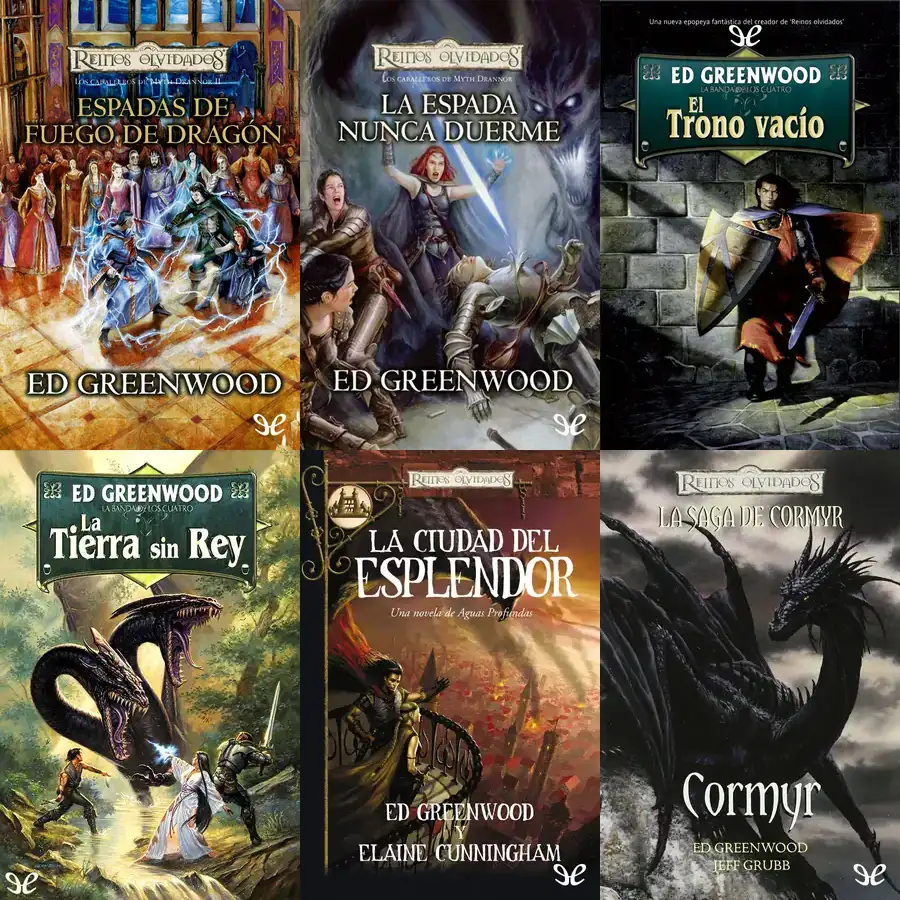 REINOS OLVIDADOS
LOS CABALLEROS DE MYTH DRANNOR II
ESPADAS DE
FUEGO DE DRAGÓN
ED GREENWOOD
REINOS OLVIDADOS
LOS CABALLEROS DE MYTH DRANNOR
LA ESPADA
NUNCA DUERME
ED GREENWOOD
Una nueva epopeya fantástica del creador de 'Reinos olvidados'
ED GREENWOOD
LA BANDA DE LOS CUATRO
El
Trono vacío
ED GREENWOOD
LA BANDA DE LOS CUATRO
La
Tierra sin Rey
REINOS OLVIDADOS
LA CIUDAD DEL
ESPLENDOR
Una novela de Aguas Profundas
ED GREENWOOD
Y
ELAINE CUNNINGHAM
REINOS OLVIDADOS
LA SAGA DE CORMYR
Cormyr
ED GREENWOOD
JEFF GRUBB